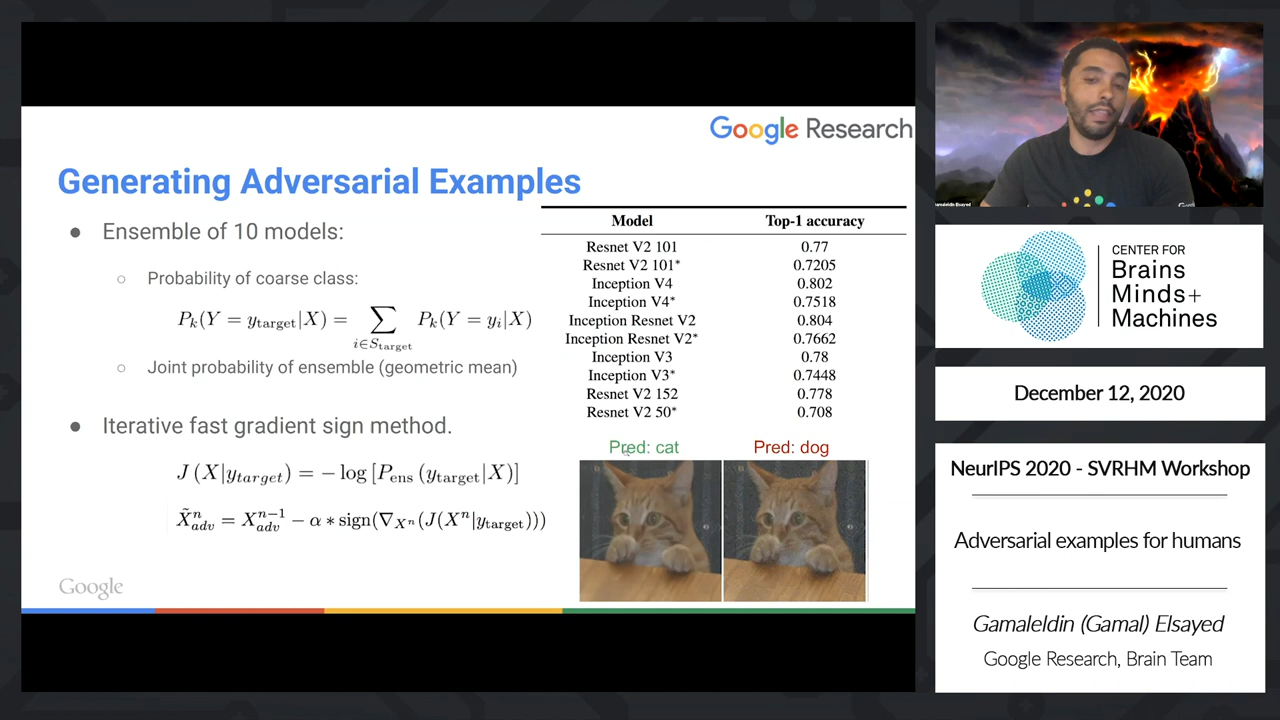 Google Research
Generating Adversarial Examples
● Ensemble of 10 models:
○ Probability of coarse class:
P_k(Y = y_target|X) = ∑_{i∈S_target} P_k(Y = y_i|X)
○ Joint probability of ensemble (geometric mean)
● Iterative fast gradient sign method.
J (X|y_target) = − log [P_ens (y_target|X)]
X̃^n_adv = X^{n−1}_adv − α ∗ sign(∇_{X^n}(J(X^n|y_target)))
Google
Model Top-1 accuracy
Resnet V2 101 0.77
Resnet V2 101* 0.7205
Inception V4 0.802
Inception V4* 0.7518
Inception Resnet V2 0.804
Inception Resnet V2* 0.7662
Inception V3 0.78
Inception V3* 0.7448
Resnet V2 152 0.778
Resnet V2 50* 0.708
Pred: cat Pred: dog
CENTER FOR
Brains
Minds+
Machines
December 12, 2020
NeurIPS 2020 - SVRHM Workshop
Adversarial examples for humans
Gamaleldin (Gamal) Elsayed
Google Research, Brain Team